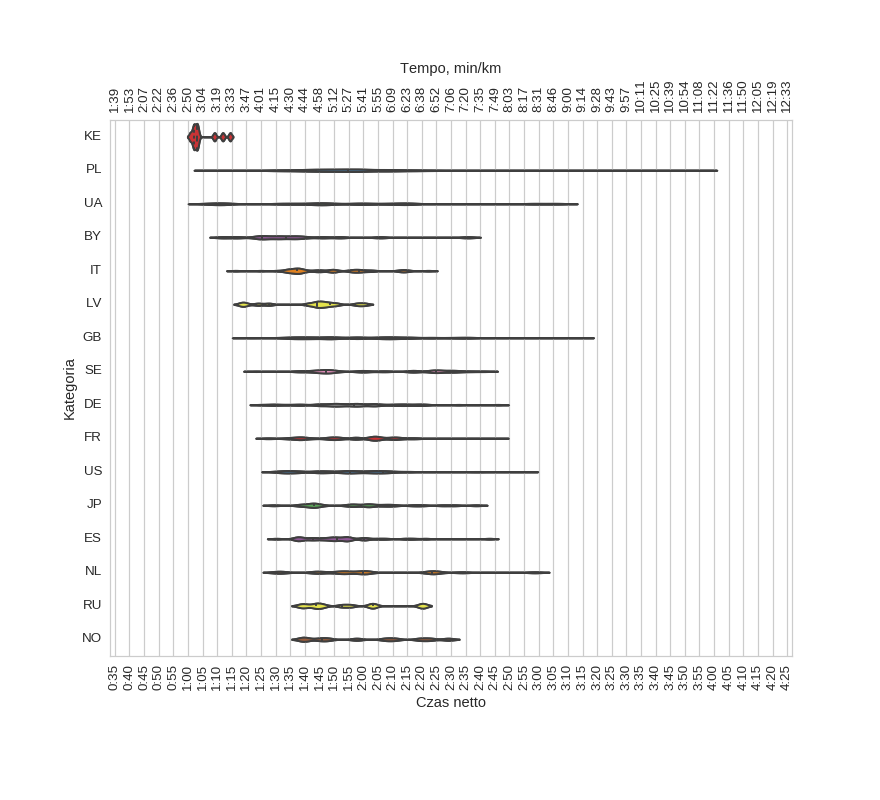 Tempo, min/km
1:39 1:53 2:07 2:22 2:36 2:50 3:04 3:19 3:33 3:47 4:01 4:15 4:30 4:44 4:58 5:12 5:27 5:41 5:55 6:09 6:23 6:38 6:52 7:06 7:20 7:35 7:49 8:03 8:17 8:31 8:46 9:00 9:14 9:28 9:43 9:57 10:11 10:25 10:39 10:54 11:08 11:22 11:36 11:50 12:05 12:19 12:33
KE
PL
UA
BY
IT
LV
GB
SE
DE
FR
US
JP
ES
NL
RU
NO
Kategoria
0:35 0:40 0:45 0:50 0:55 1:00 1:05 1:10 1:15 1:20 1:25 1:30 1:35 1:40 1:45 1:50 1:55 2:00 2:05 2:10 2:15 2:20 2:25 2:30 2:35 2:40 2:45 2:50 2:55 3:00 3:05 3:10 3:15 3:20 3:25 3:30 3:35 3:40 3:45 3:50 3:55 4:00 4:05 4:10 4:15 4:20 4:25
Czas netto